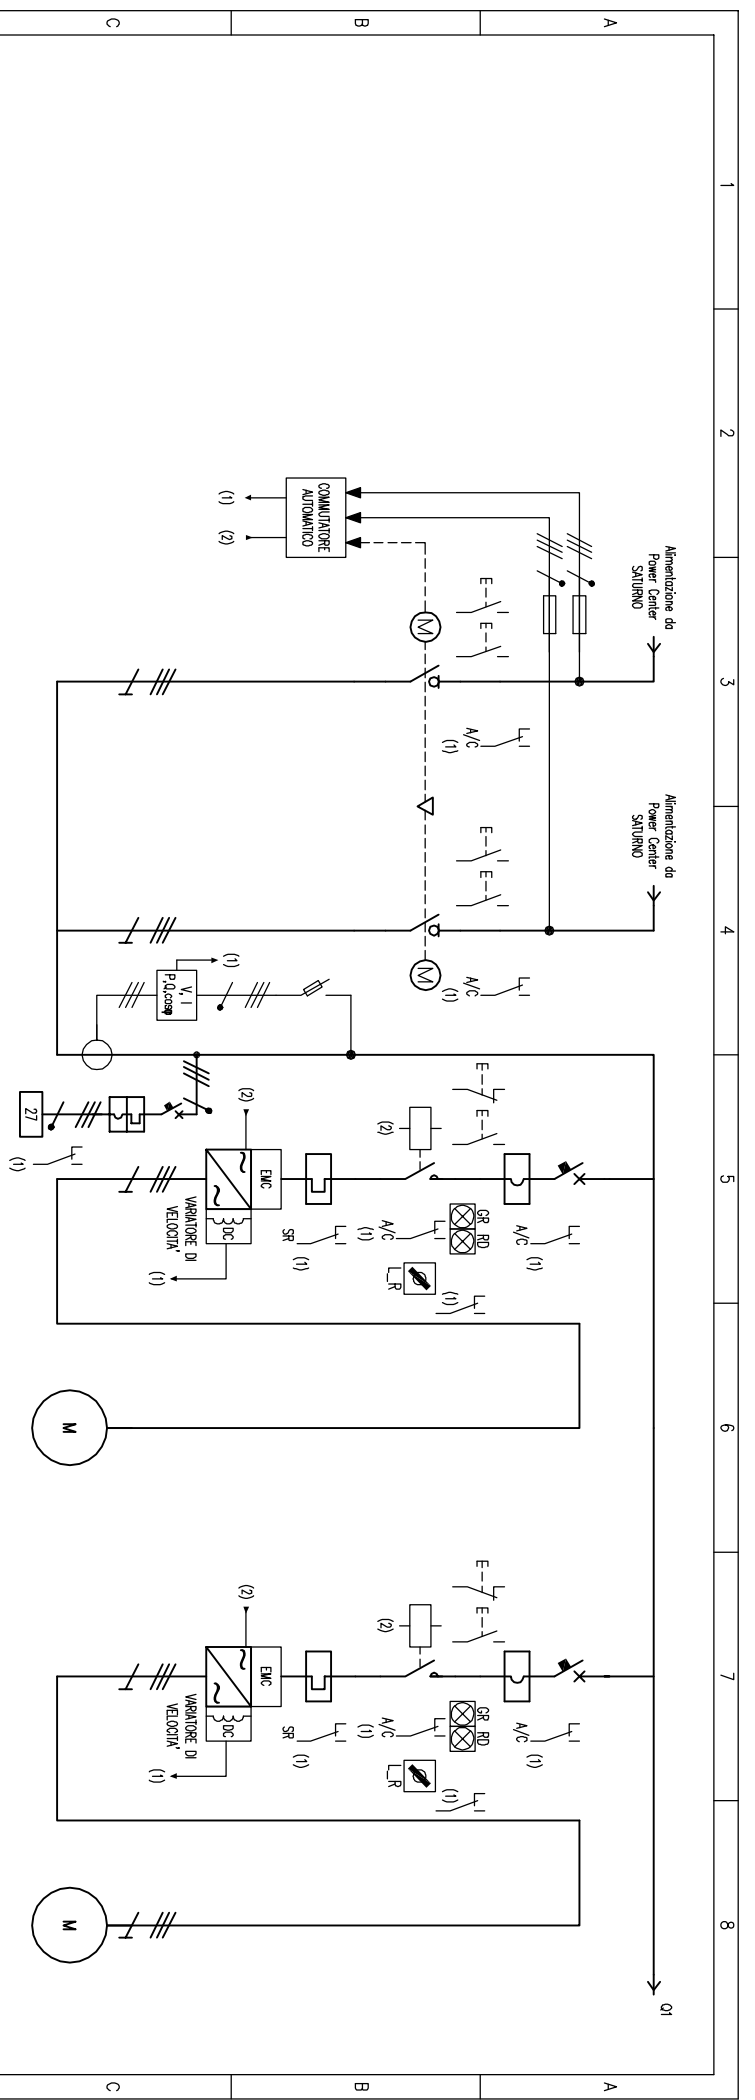 1
2
3
4
5
6
7
8
A
B
C
A
B
C
Alimentazione da
Power Center
SATURNO
Alimentazione da
Power Center
SATURNO
Q1
E
E
E
E
A/C
(1)
A/C
(1)
M
M
COMMUTATORE
AUTOMATICO
(1)
(2)
V, I
P,Q,cosφ
(1)
27
(1)
A/C
(1)
E
E
GR
RD
A/C
(1)
(2)
(1)
L_R
SR
(1)
EMC
DC
(2)
VARIATORE DI
VELOCITA'
(1)
M
A/C
(1)
E
E
GR
RD
A/C
(1)
(2)
(1)
L_R
SR
(1)
EMC
DC
(2)
VARIATORE DI
VELOCITA'
(1)
M